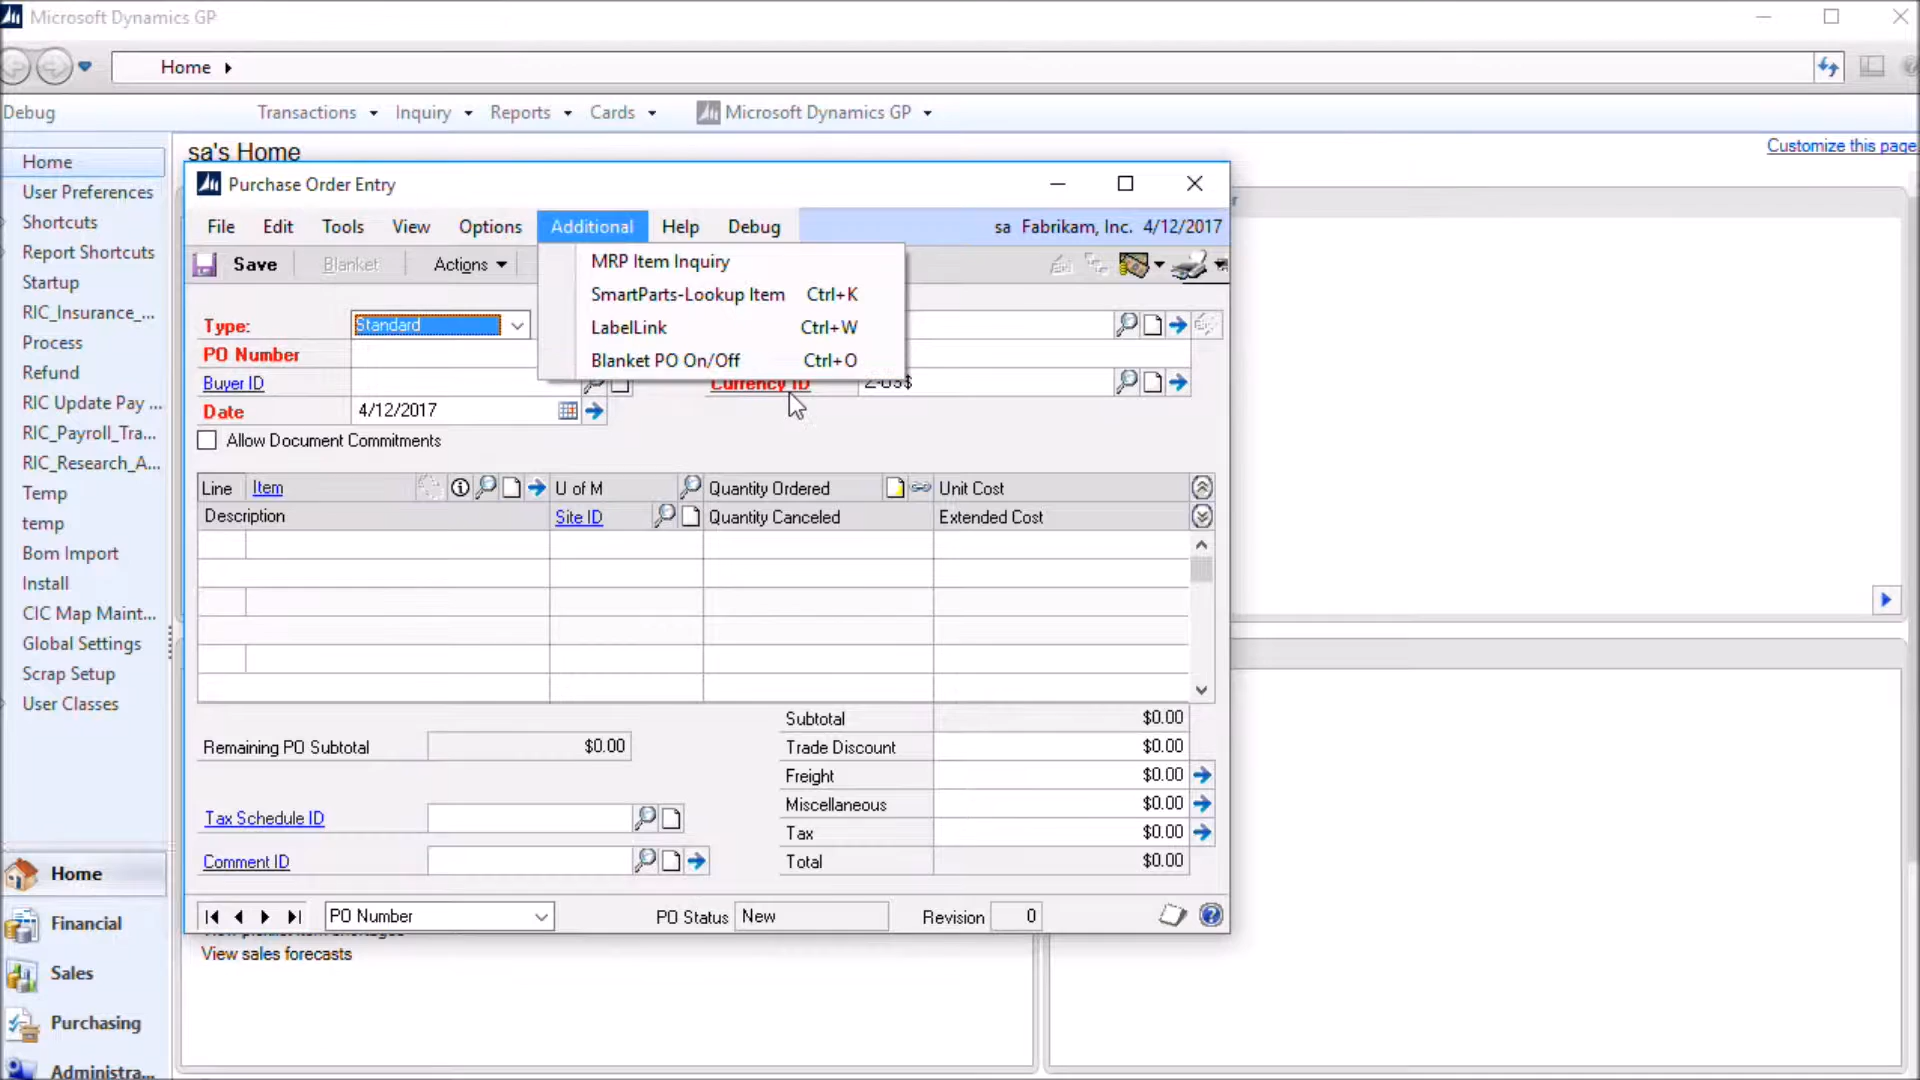 Microsoft Dynamics GP
Home
Debug
Transactions Inquiry Reports Cards Microsoft Dynamics GP
Customize this page
sa's Home
Home
User Preferences
Shortcuts
Report Shortcuts
Startup
RIC_Insurance_...
Process
Refund
RIC Update Pay ...
RIC_Payroll_Tra...
RIC_Research_A...
Temp
temp
Bom Import
Install
CIC Map Maint...
Global Settings
Scrap Setup
User Classes
Home
Financial
Sales
Purchasing
Administra...
Purchase Order Entry
File Edit Tools View Options Additional Help Debug
sa Fabrikam, Inc. 4/12/2017
Save Blanket Actions
MRP Item Inquiry
SmartParts-Lookup Item Ctrl+K
LabelLink Ctrl+W
Blanket PO On/Off Ctrl+O
Type: Standard
PO Number
Buyer ID
Currency ID Z-US$
Date 4/12/2017
Allow Document Commitments
Line Item U of M Quantity Ordered Unit Cost
Description Site ID Quantity Canceled Extended Cost
Subtotal $0.00
Remaining PO Subtotal $0.00
Trade Discount $0.00
Freight $0.00
Miscellaneous $0.00
Tax Schedule ID
Tax $0.00
Comment ID
Total $0.00
PO Number
PO Status New
Revision 0
View sales forecasts